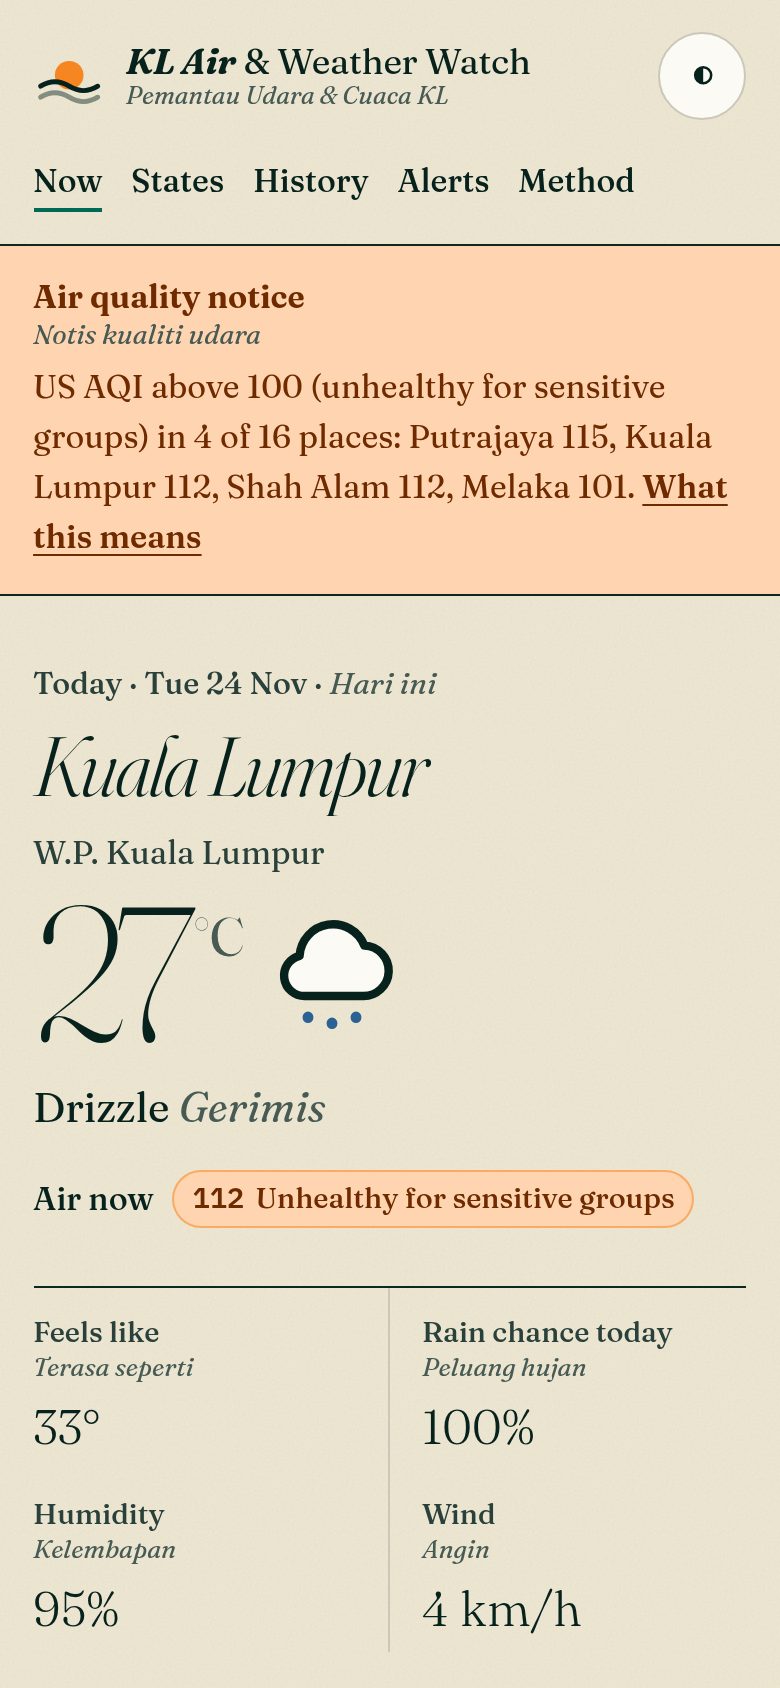 KL Air & Weather Watch
Pemantau Udara & Cuaca KL
Now States History Alerts Method
Air quality notice
Notis kualiti udara
US AQI above 100 (unhealthy for sensitive
groups) in 4 of 16 places: Putrajaya 115, Kuala
Lumpur 112, Shah Alam 112, Melaka 101. What
this means
Today · Tue 24 Nov · Hari ini
Kuala Lumpur
W.P. Kuala Lumpur
27°C
Drizzle Gerimis
Air now 112 Unhealthy for sensitive groups
Feels like
Terasa seperti
33°
Rain chance today
Peluang hujan
100%
Humidity
Kelembapan
95%
Wind
Angin
4 km/h